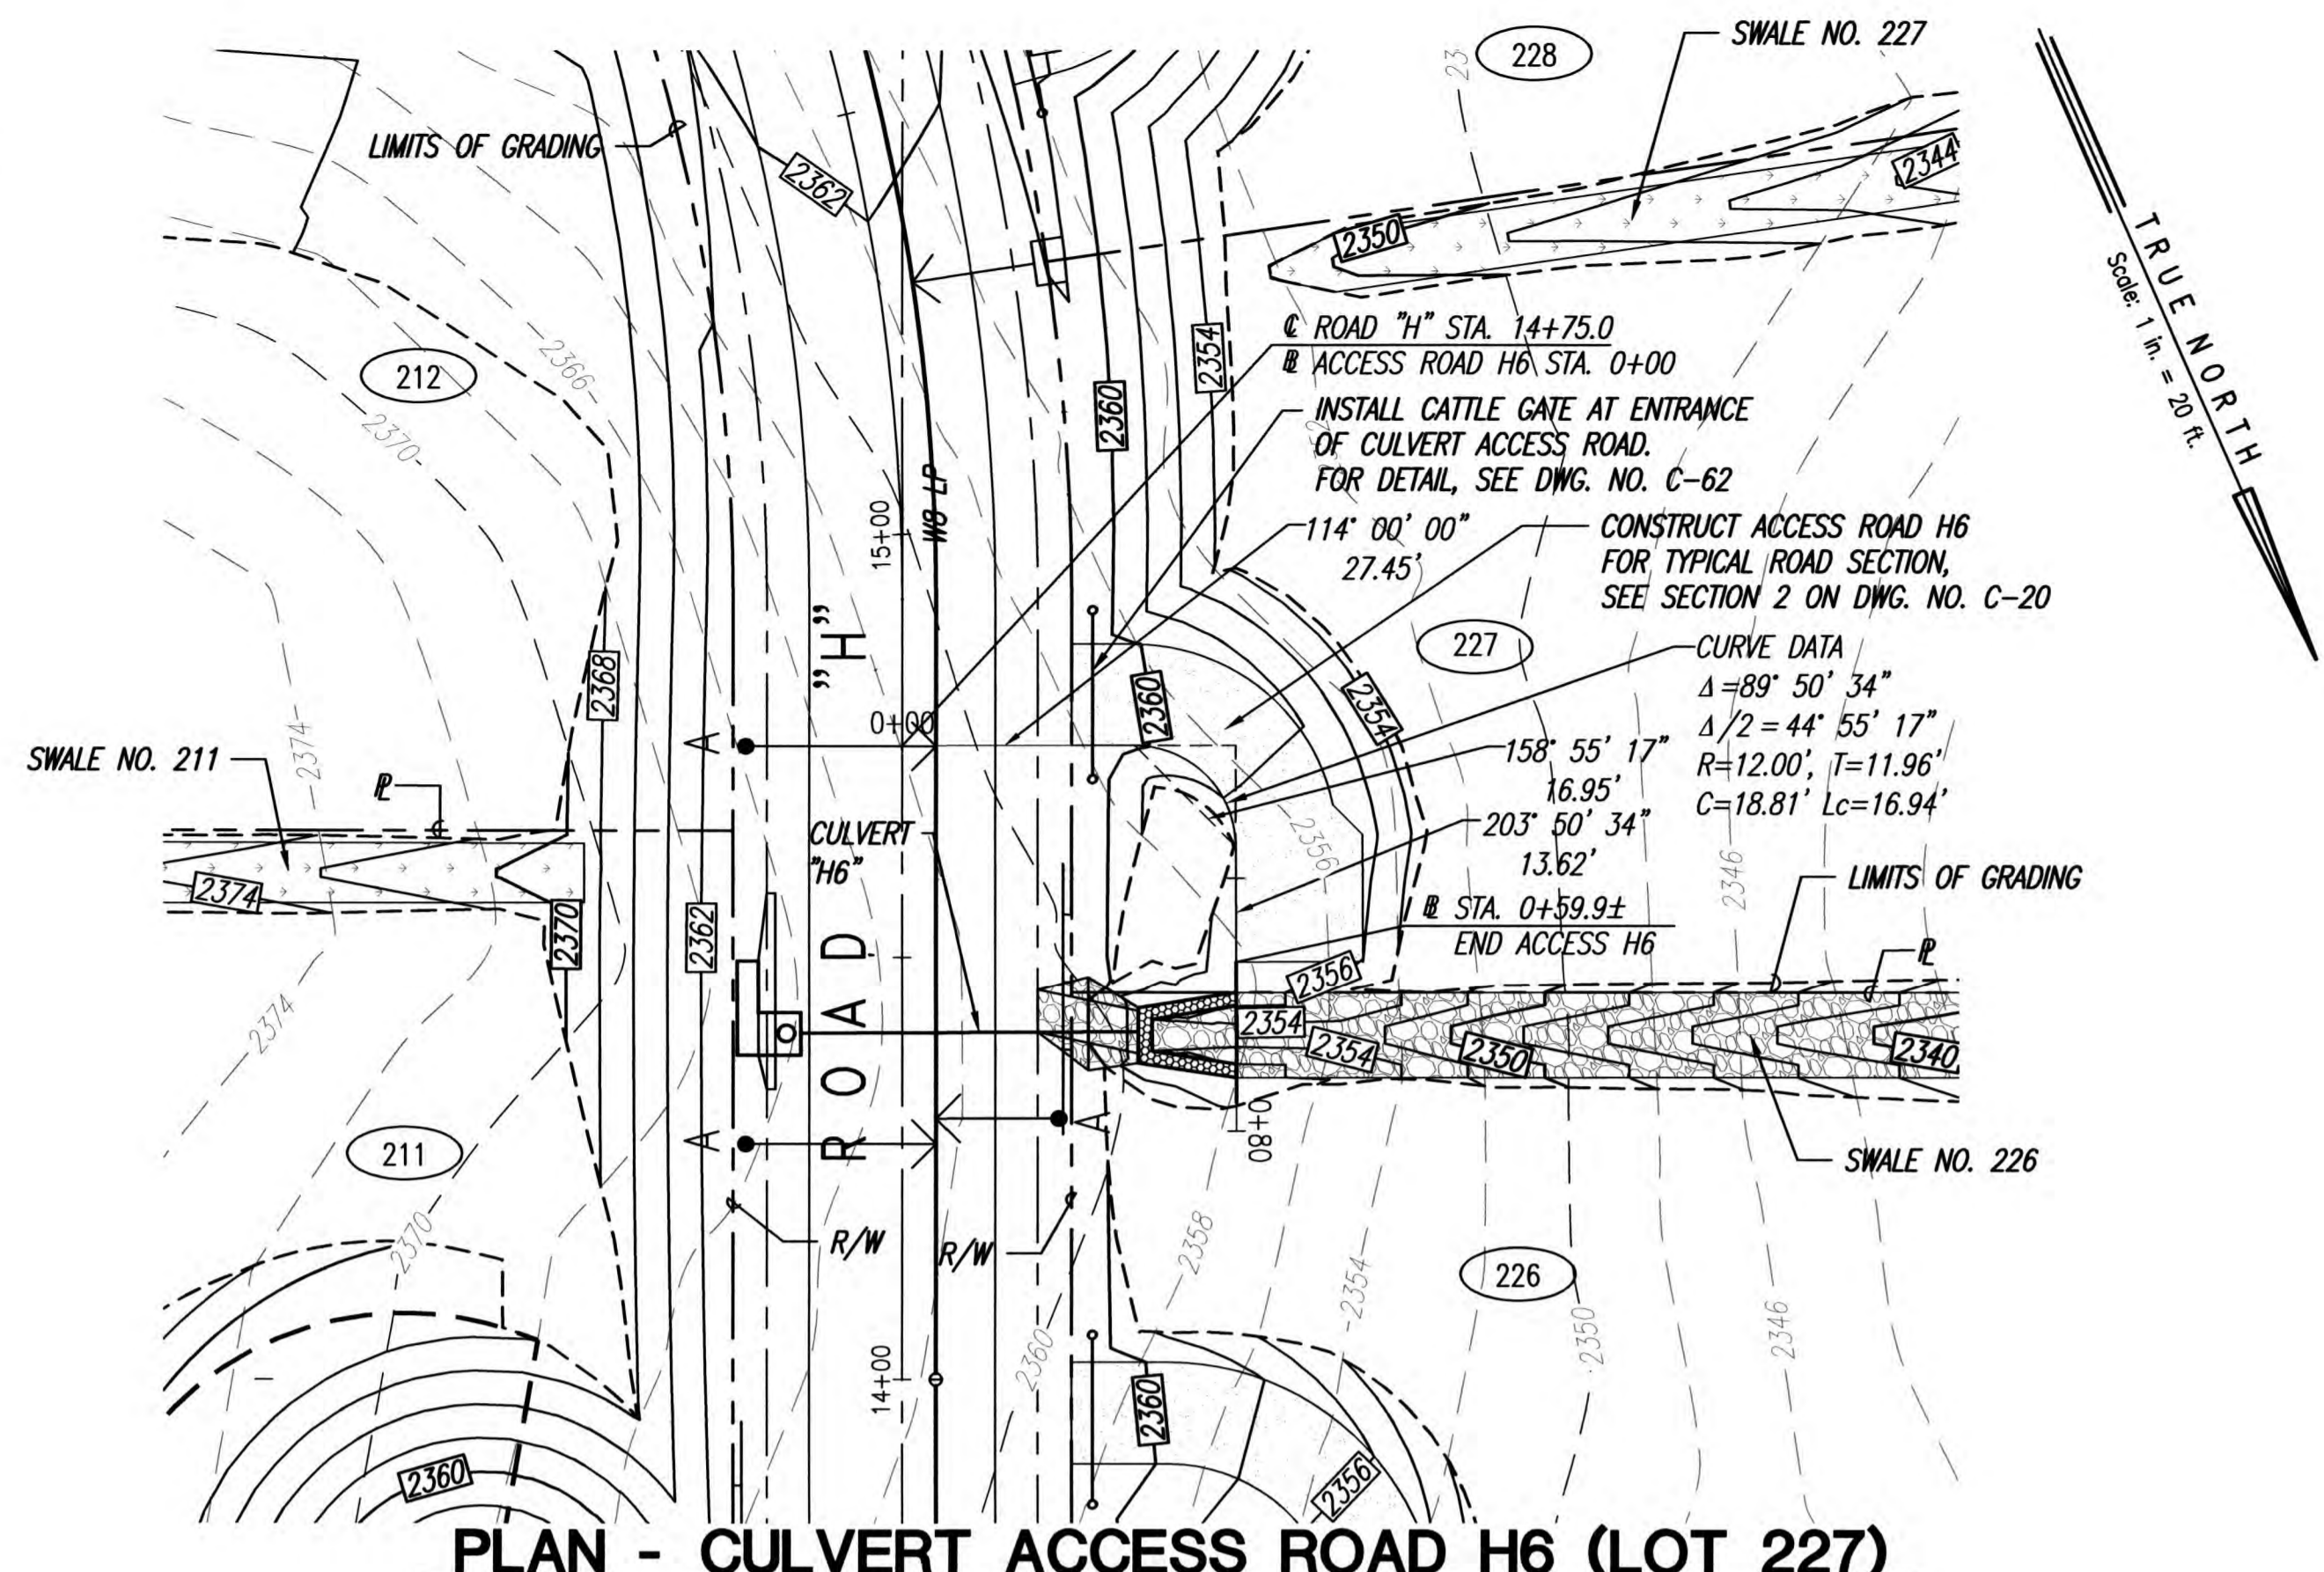 SWALE NO. 227
228
23
LIMITS OF GRADING
2362
2344
2350
TRUE NORTH
Scale: 1 in. = 20 ft.
℄ ROAD "H" STA. 14+75.0
2354
2366
212
2370
2360
B ACCESS ROAD H6 STA. 0+00
INSTALL CATTLE GATE AT ENTRANCE
OF CULVERT ACCESS ROAD.
FOR DETAIL, SEE DWG. NO. C-62
W8 LP
15+00
114° 00' 00"
27.45'
CONSTRUCT ACCESS ROAD H6
FOR TYPICAL ROAD SECTION,
SEE SECTION 2 ON DWG. NO. C-20
227
CURVE DATA
Δ=89° 50' 34"
Δ/2=44° 55' 17"
R=12.00', T=11.96'
C=18.81' Lc=16.94'
2368
ROAD "H"
2360
2354
0+00
A
2374
SWALE NO. 211
PL
158° 55' 17"
16.95'
203° 50' 34"
13.62'
2356
2346
CULVERT
"H6"
LIMITS OF GRADING
2374
2370
2362
B STA. 0+59.9±
END ACCESS H6
PL
2356
2354
2354
2350
2340
2374
A
A
211
0+80
SWALE NO. 226
2370
R/W
R/W
2358
226
2354
2350
2346
2360
14+00
2360
2360
2356
PLAN - CULVERT ACCESS ROAD H6 (LOT 227)